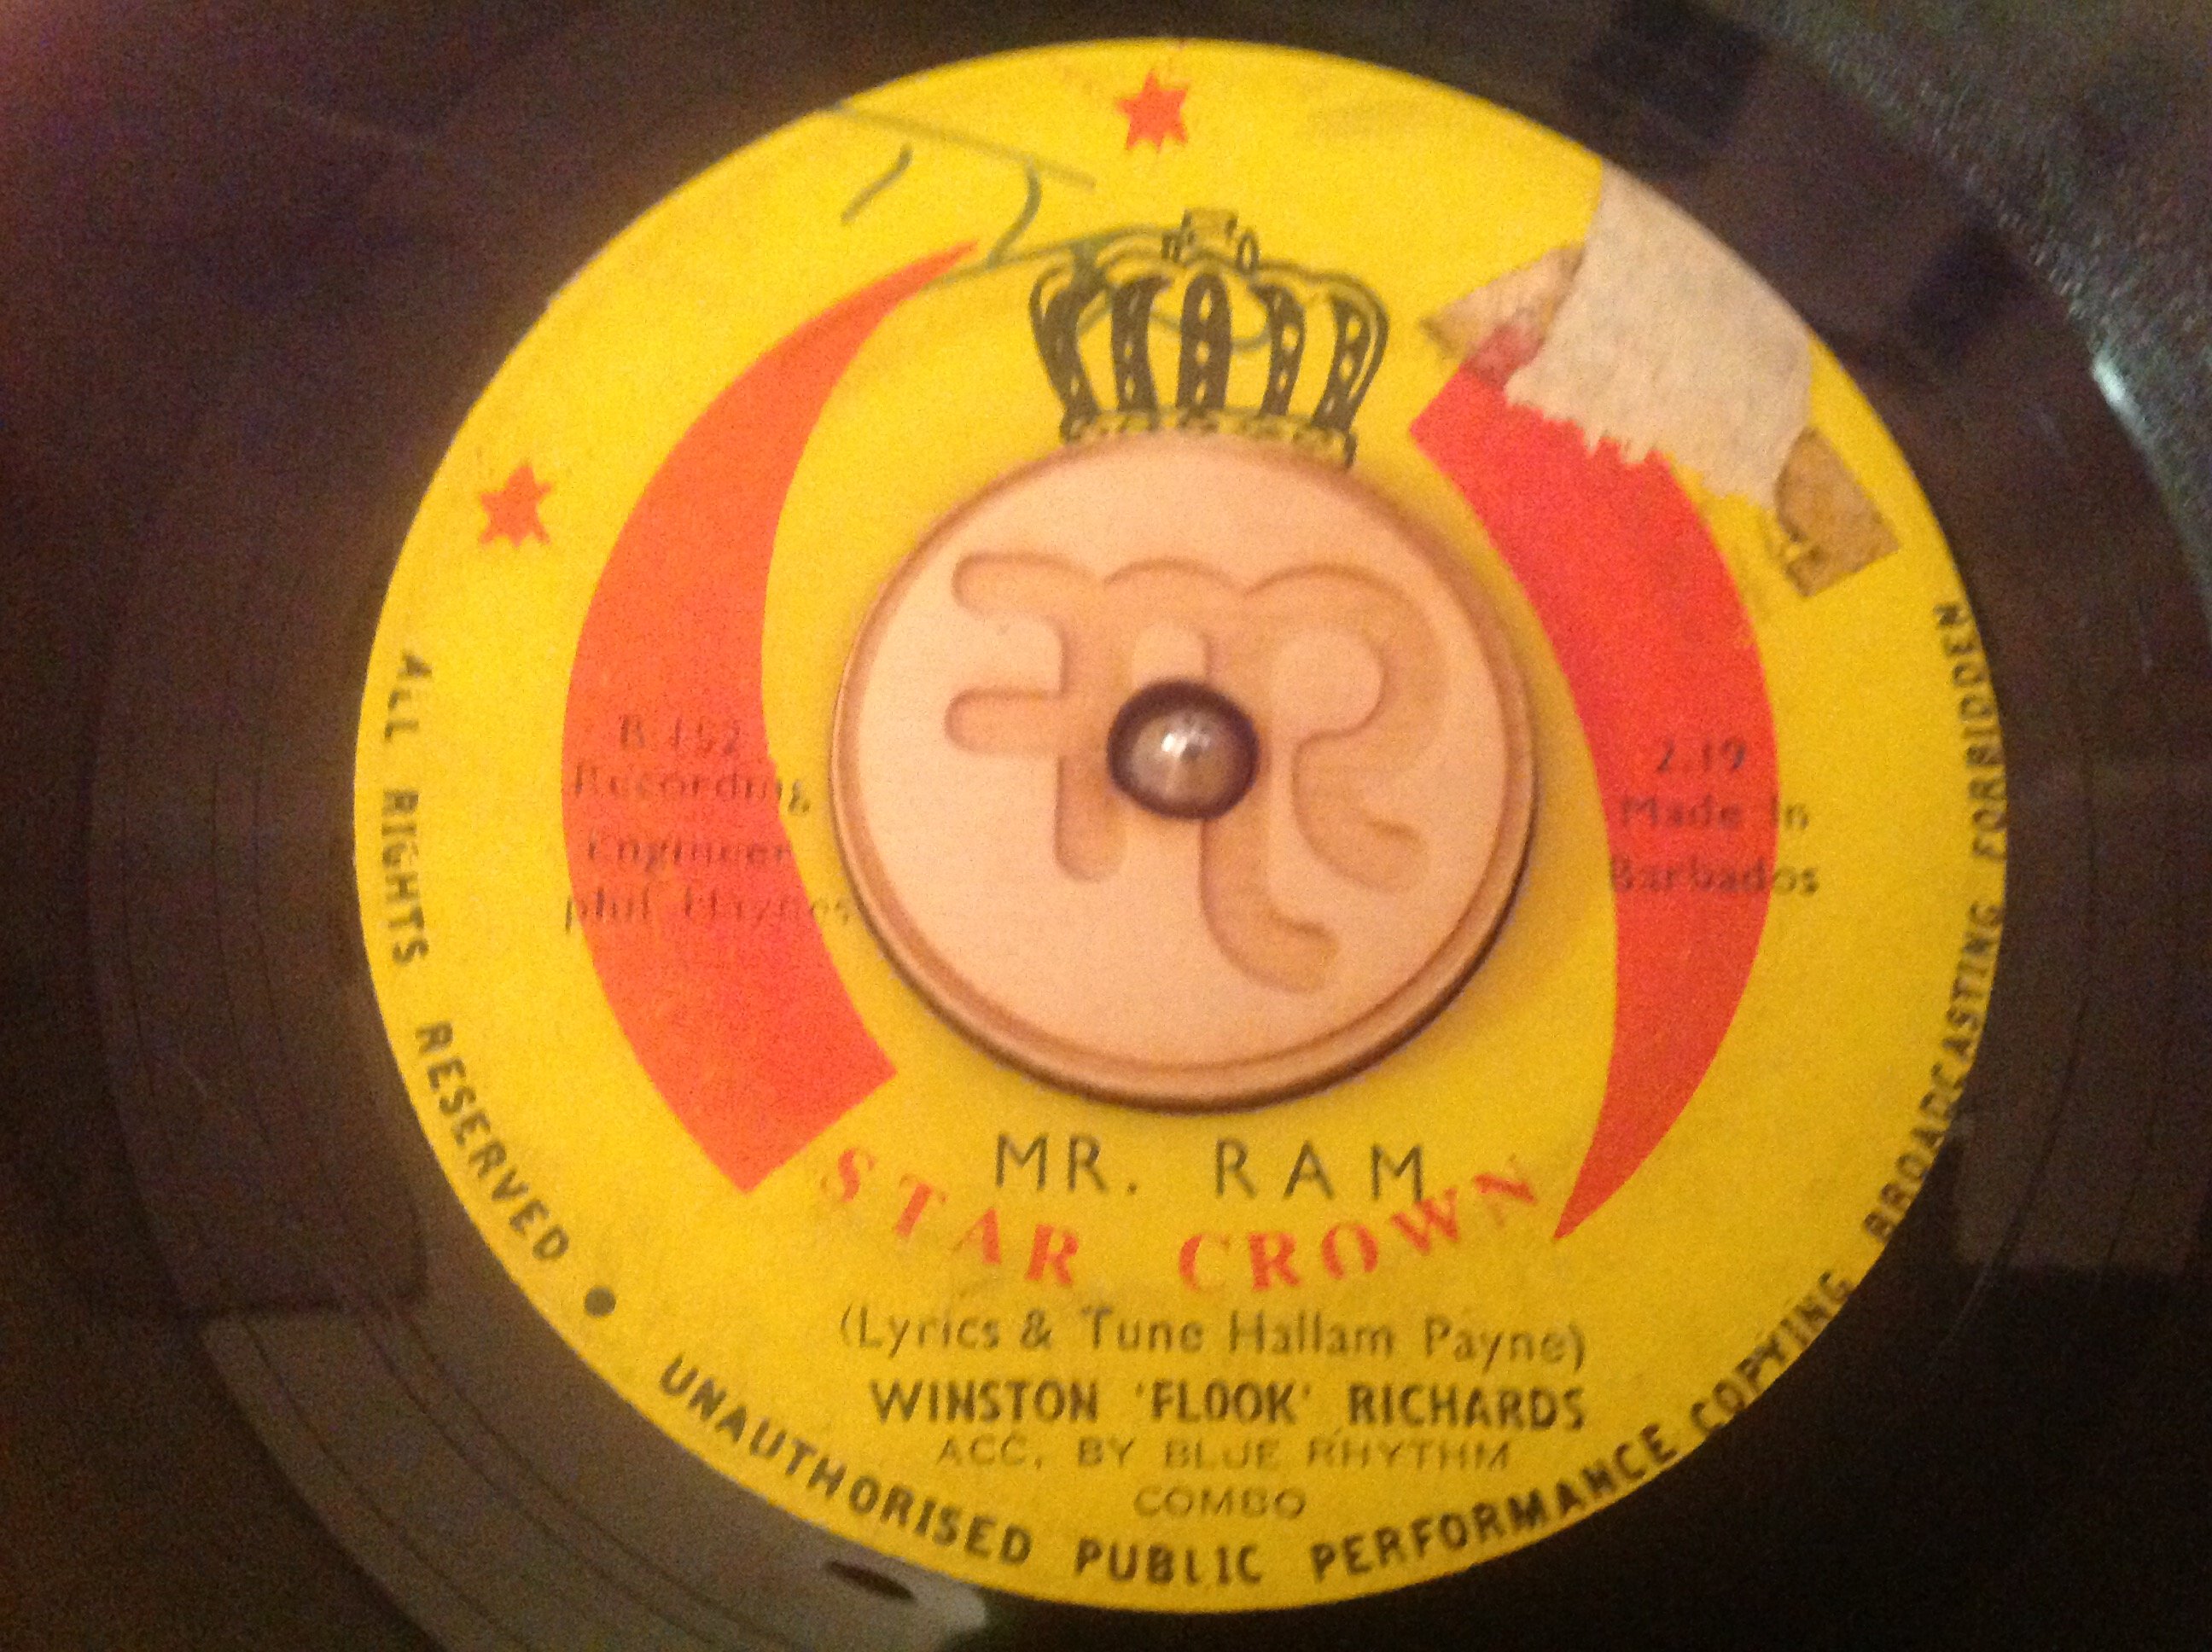 B 152
Recording
Engineer
phil Haynes
2.19
Made In
Barbados
MR. RAM
STAR CROWN
(Lyrics & Tune Hallam Payne)
WINSTON 'FLOOK' RICHARDS
ACC. BY BLUE RHYTHM
COMBO
ALL RIGHTS RESERVED • UNAUTHORISED PUBLIC PERFORMANCE COPYING BROADCASTING FORBIDDEN